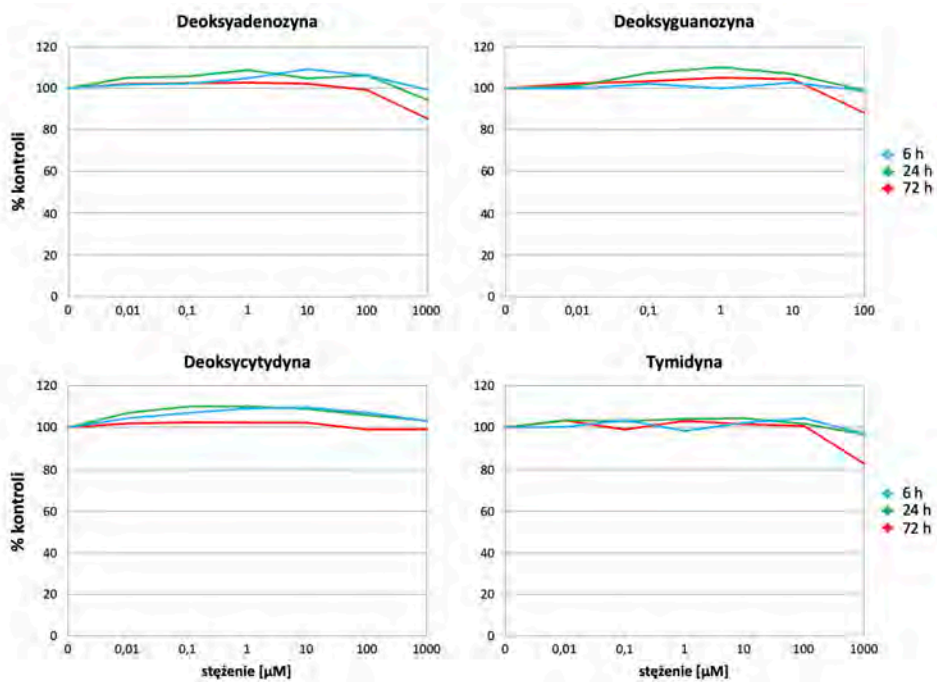 Deoksyadenozyna
Deoksyguanozyna
120
100
80
60
40
20
0
% kontroli
0 0,01 0,1 1 10 100 1000
120
100
80
60
40
20
0
0 0,01 0,1 1 10 100
6 h
24 h
72 h
Deoksycytydyna
Tymidyna
120
100
80
60
40
20
0
% kontroli
0 0,01 0,1 1 10 100 1000
stężenie [µM]
120
100
80
60
40
20
0
0 0,01 0,1 1 10 100 1000
stężenie [µM]
6 h
24 h
72 h